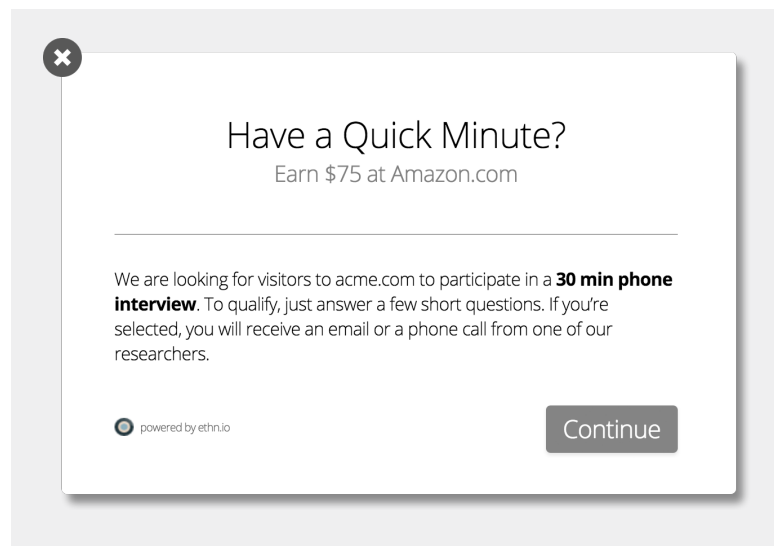 Have a Quick Minute?
Earn $75 at Amazon.com
We are looking for visitors to acme.com to participate in a 30 min phone
interview. To qualify, just answer a few short questions. If you’re
selected, you will receive an email or a phone call from one of our
researchers.
powered by ethn.io
Continue